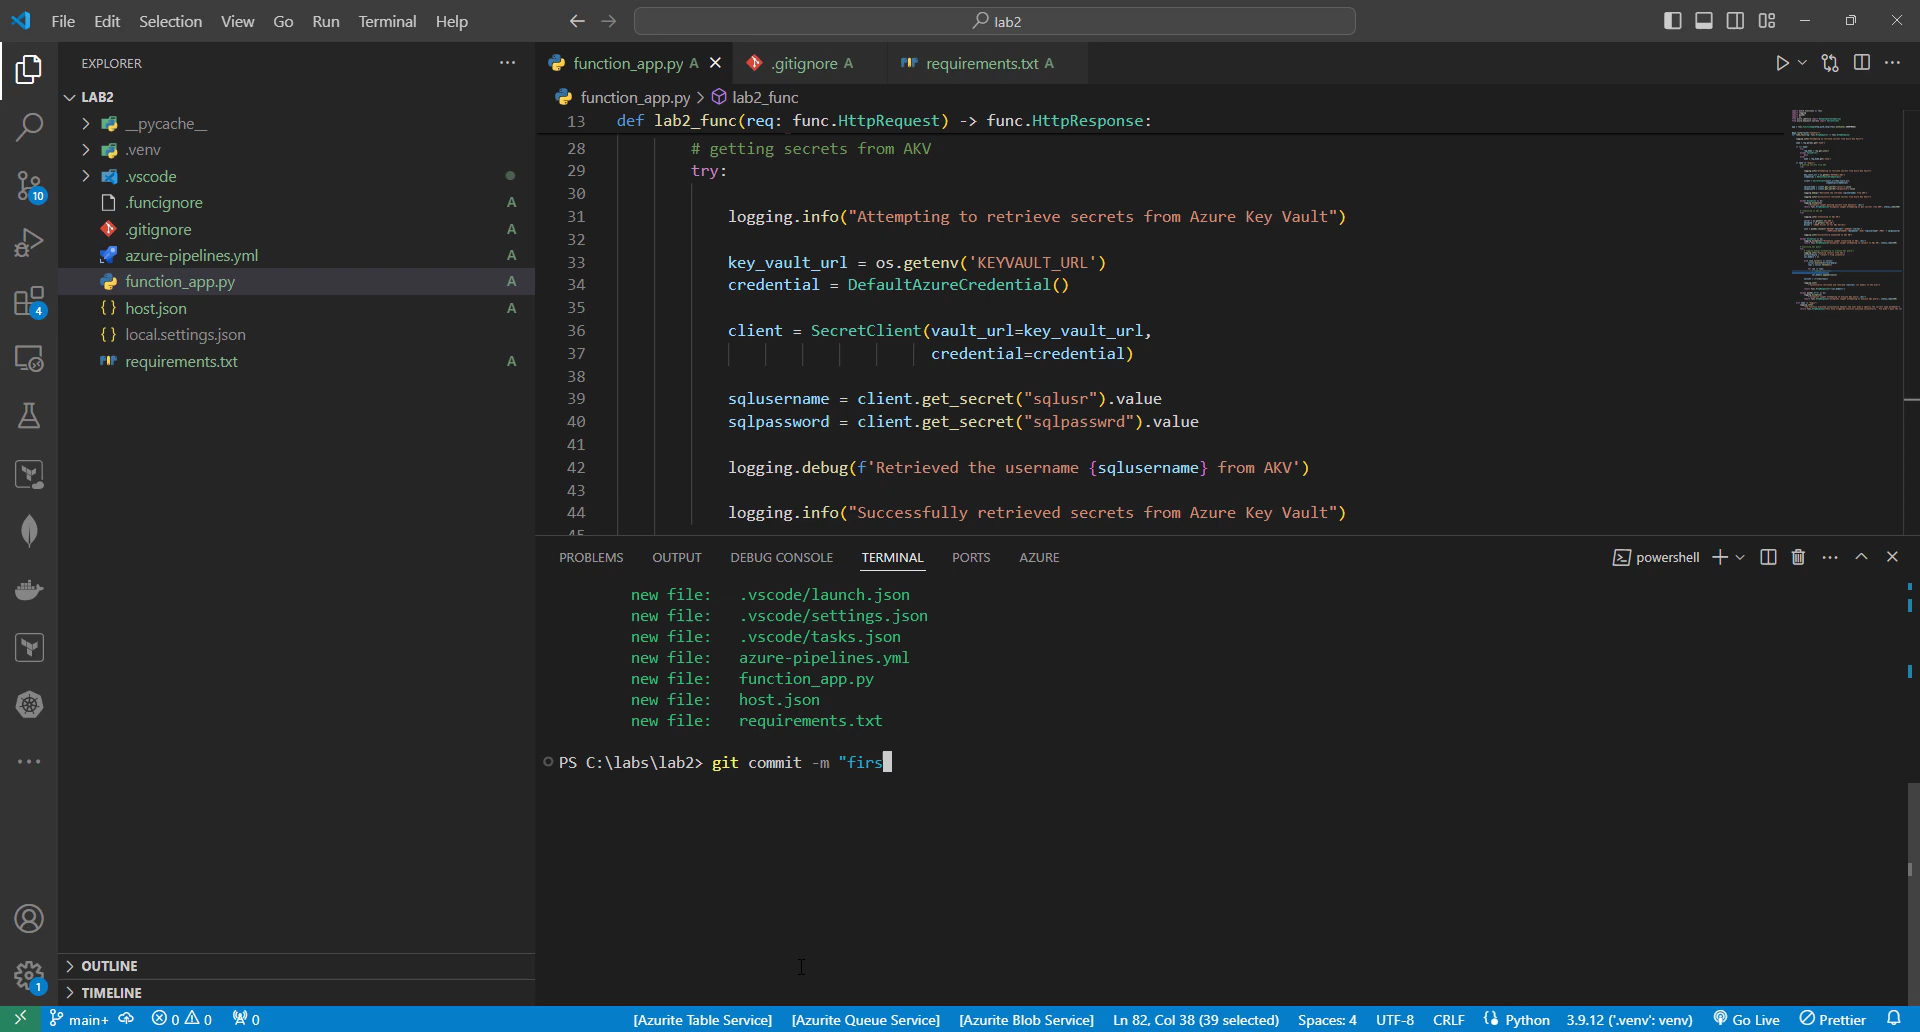 File Edit Selection View Go Run Terminal Help
lab2
EXPLORER
LAB2
__pycache__
.venv
.vscode
.funcignore A
.gitignore A
azure-pipelines.yml A
function_app.py A
host.json A
local.settings.json
requirements.txt A
10
4
1
OUTLINE
TIMELINE
function_app.py A
.gitignore A
requirements.txt A
function_app.py > lab2_func
13 def lab2_func(req: func.HttpRequest) -> func.HttpResponse:
28 # getting secrets from AKV
29 try:
30
31 logging.info("Attempting to retrieve secrets from Azure Key Vault")
32
33 key_vault_url = os.getenv('KEYVAULT_URL')
34 credential = DefaultAzureCredential()
35
36 client = SecretClient(vault_url=key_vault_url,
37 credential=credential)
38
39 sqlusername = client.get_secret("sqlusr").value
40 sqlpassword = client.get_secret("sqlpasswrd").value
41
42 logging.debug(f'Retrieved the username {sqlusername} from AKV')
43
44 logging.info("Successfully retrieved secrets from Azure Key Vault")
45
PROBLEMS OUTPUT DEBUG CONSOLE TERMINAL PORTS AZURE
powershell
new file: .vscode/launch.json
new file: .vscode/settings.json
new file: .vscode/tasks.json
new file: azure-pipelines.yml
new file: function_app.py
new file: host.json
new file: requirements.txt
PS C:\labs\lab2> git commit -m "firs
main+ 0 0 0 [Azurite Table Service] [Azurite Queue Service] [Azurite Blob Service] Ln 82, Col 38 (39 selected) Spaces: 4 UTF-8 CRLF Python 3.9.12 ('.venv': venv) Go Live Prettier